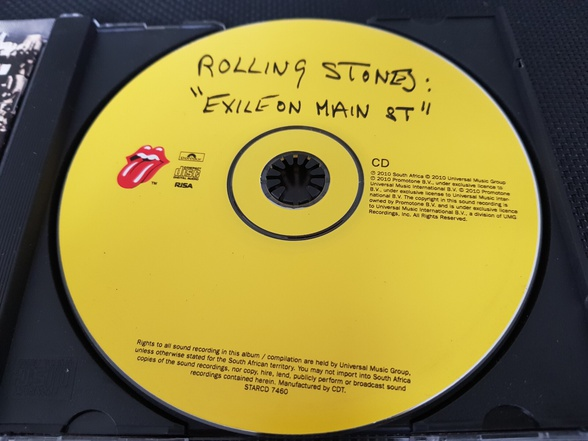 ROLLING STONES:
"EXILE ON MAIN ST"
TM
DISC
RISA
CD
℗ 2010 South Africa © 2010 Universal Music Group
℗ 2010 Promotone B.V., under exclusive licence to
Universal Music International B.V. © 2010 Promotone
B.V., under exclusive license to Universal Music Inter-
national B.V. The copyright in this sound recording is
owned by Promotone B.V. and is under exclusive licence
to Universal Music International B.V., a division of UMG
Recordings, Inc. All Rights Reserved.
Rights to all sound recording in this album / compilation are held by Universal Music Group,
unless otherwise stated for the South African territory. You may not import into South Africa
copies of the sound recordings, nor copy, hire, lend, publicly perform or broadcast sound
recordings contained herein. Manufactured by CDT.
STARCD 7460